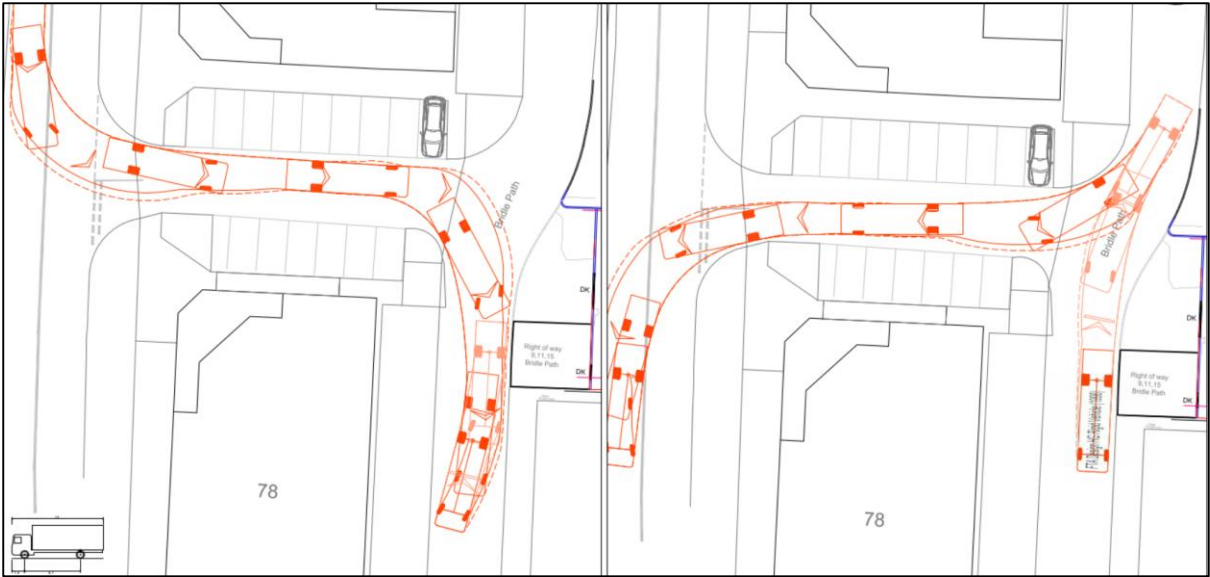 Bridle Path
DK
Right of way
9,11,15
Bridle Path
DK
78
Bridle Path
DK
Right of way
9,11,15
Bridle Path
DK
78